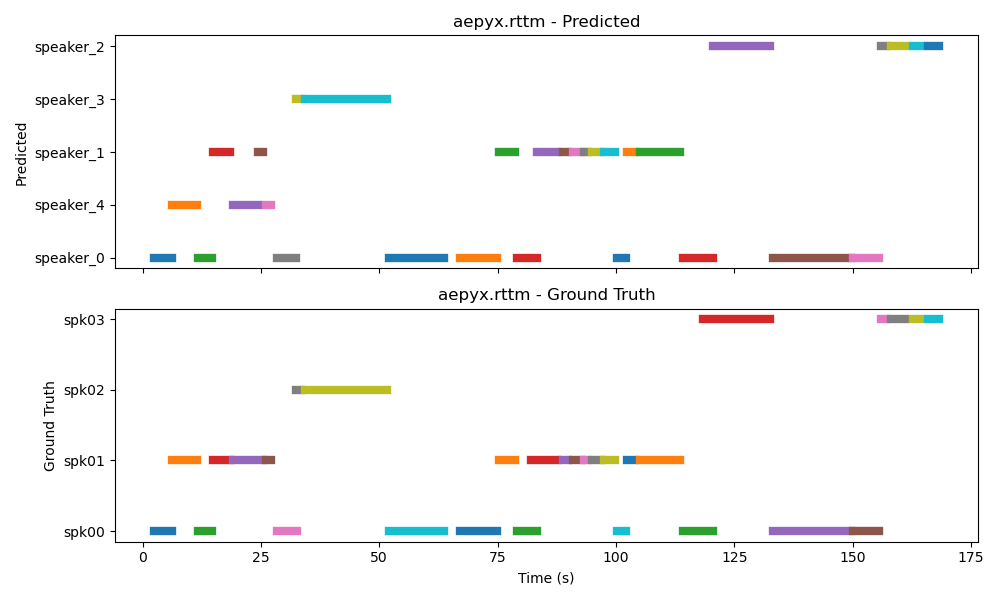 aepyx.rttm - Predicted
speaker_2
speaker_3
speaker_1
speaker_4
speaker_0
Predicted
aepyx.rttm - Ground Truth
spk03
spk02
spk01
spk00
Ground Truth
0 25 50 75 100 125 150 175
Time (s)